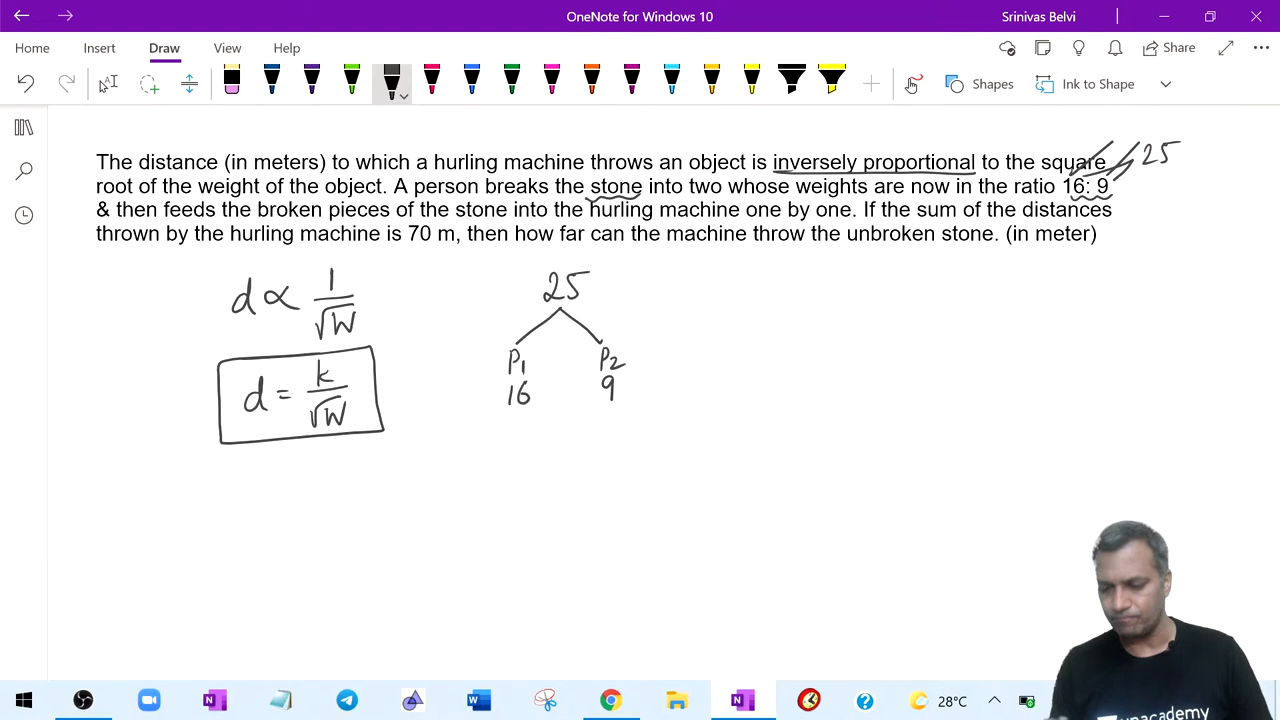 OneNote for Windows 10
Srinivas Belvi
Home Insert Draw View Help
Share
Shapes Ink to Shape
The distance (in meters) to which a hurling machine throws an object is inversely proportional to the square 25
root of the weight of the object. A person breaks the stone into two whose weights are now in the ratio 16: 9
& then feeds the broken pieces of the stone into the hurling machine one by one. If the sum of the distances
thrown by the hurling machine is 70 m, then how far can the machine throw the unbroken stone. (in meter)
d ∝ 1/√W
25
P1 P2
16 9
d = k/√W
28°C
unacademy